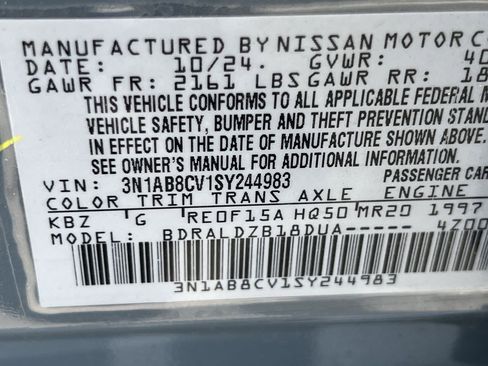 MANUFACTURED BY NISSAN MOTOR C
DATE: 10/24. GVWR: 40
GAWR FR: 2161 LBS GAWR RR: 18
THIS VEHICLE CONFORMS TO ALL APPLICABLE FEDERAL M
VEHICLE SAFETY, BUMPER AND THEFT PREVENTION STAND
IN EFFECT ON THE DATE OF MANUFACTURE SHOWN ABOVE.
SEE OWNER'S MANUAL FOR ADDITIONAL INFORMATION.
VIN: 3N1AB8CV1SY244983 PASSENGER CAR
COLOR TRIM TRANS AXLE ENGINE
KBZ G RE0F15A HQ50 MR20 1997
MODEL: BDRALDZB18DUA----- 4Z00
3N1AB8CV1SY244983